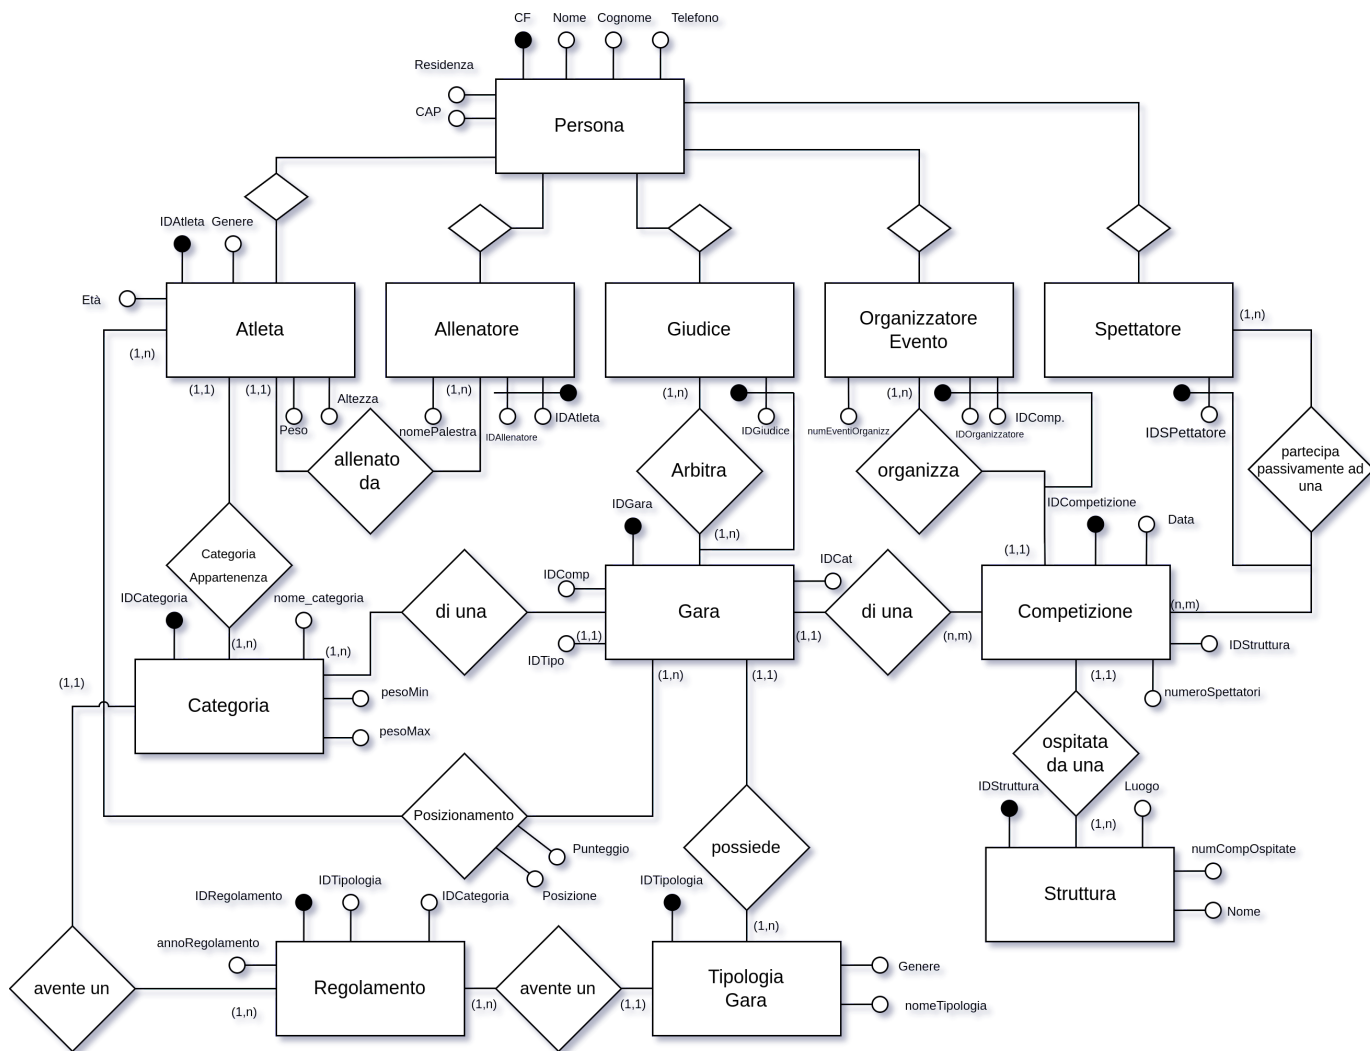 CF
Nome
Cognome
Telefono
Residenza
CAP
Persona
IDAtleta
Genere
Età
Atleta
Allenatore
Giudice
Organizzatore
Evento
Spettatore
(1,n)
(1,n)
(1,1)
(1,1)
Peso
Altezza
(1,n)
nomePalestra
IDAllenatore
IDAtleta
(1,n)
IDGiudice
(1,n)
numEventiOrganizz
IDOrganizzatore
IDComp.
IDSPettatore
allenato
da
Arbitra
organizza
partecipa
passivamente ad
una
IDGara
(1,n)
IDCompetizione
Data
(1,1)
Categoria
Appartenenza
IDComp
IDCat
IDCategoria
nome_categoria
di una
Gara
di una
Competizione
(n,m)
(1,n)
(1,n)
(1,1)
IDTipo
(1,1)
(n,m)
IDStruttura
(1,1)
Categoria
pesoMin
pesoMax
(1,n)
(1,1)
(1,1)
numeroSpettatori
ospitata
da una
IDStruttura
Luogo
Posizionamento
(1,n)
Punteggio
Posizione
possiede
numCompOspitate
Struttura
Nome
IDRegolamento
IDTipologia
IDCategoria
IDTipologia
(1,n)
annoRegolamento
avente un
Regolamento
avente un
Tipologia
Gara
Genere
nomeTipologia
(1,n)
(1,n)
(1,1)